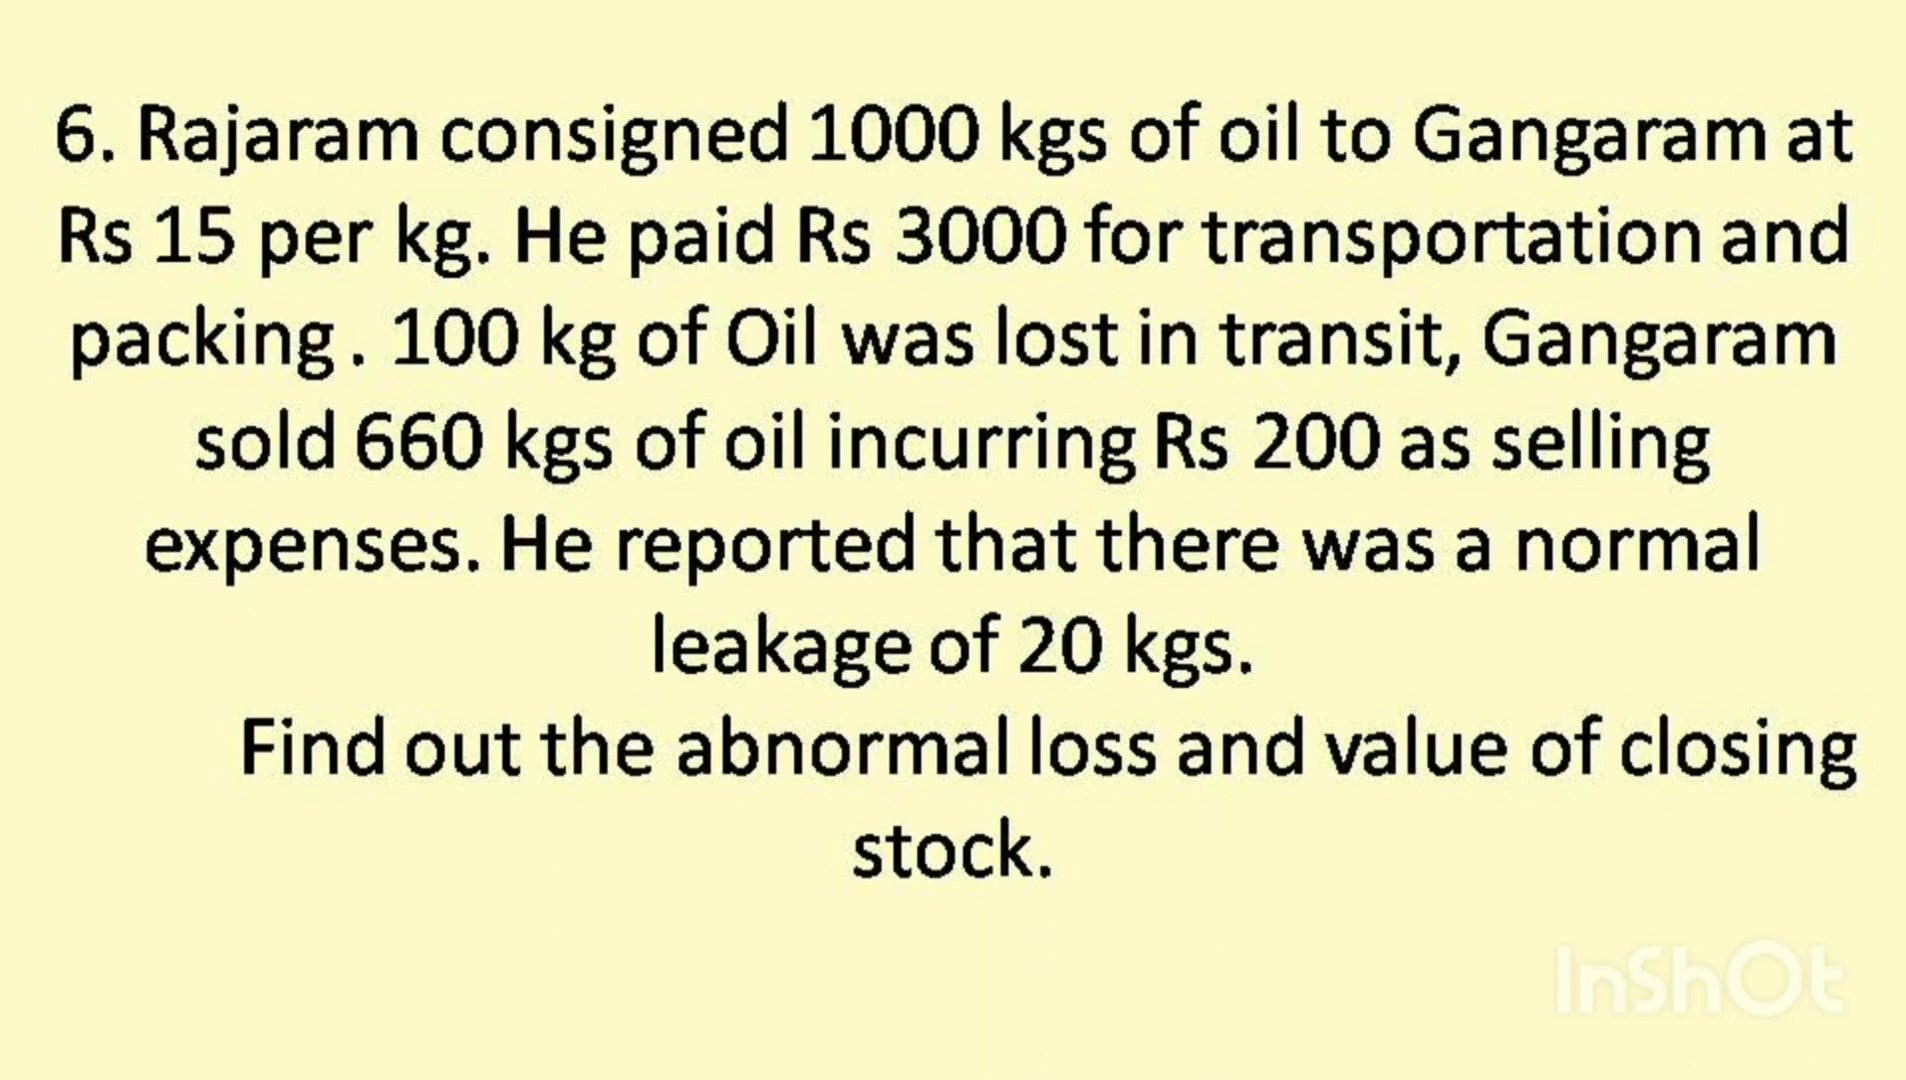 6. Rajaram consigned 1000 kgs of oil to Gangaram at
Rs 15 per kg. He paid Rs 3000 for transportation and
packing . 100 kg of Oil was lost in transit, Gangaram
sold 660 kgs of oil incurring Rs 200 as selling
expenses. He reported that there was a normal
leakage of 20 kgs.
Find out the abnormal loss and value of closing
stock.
InShOt